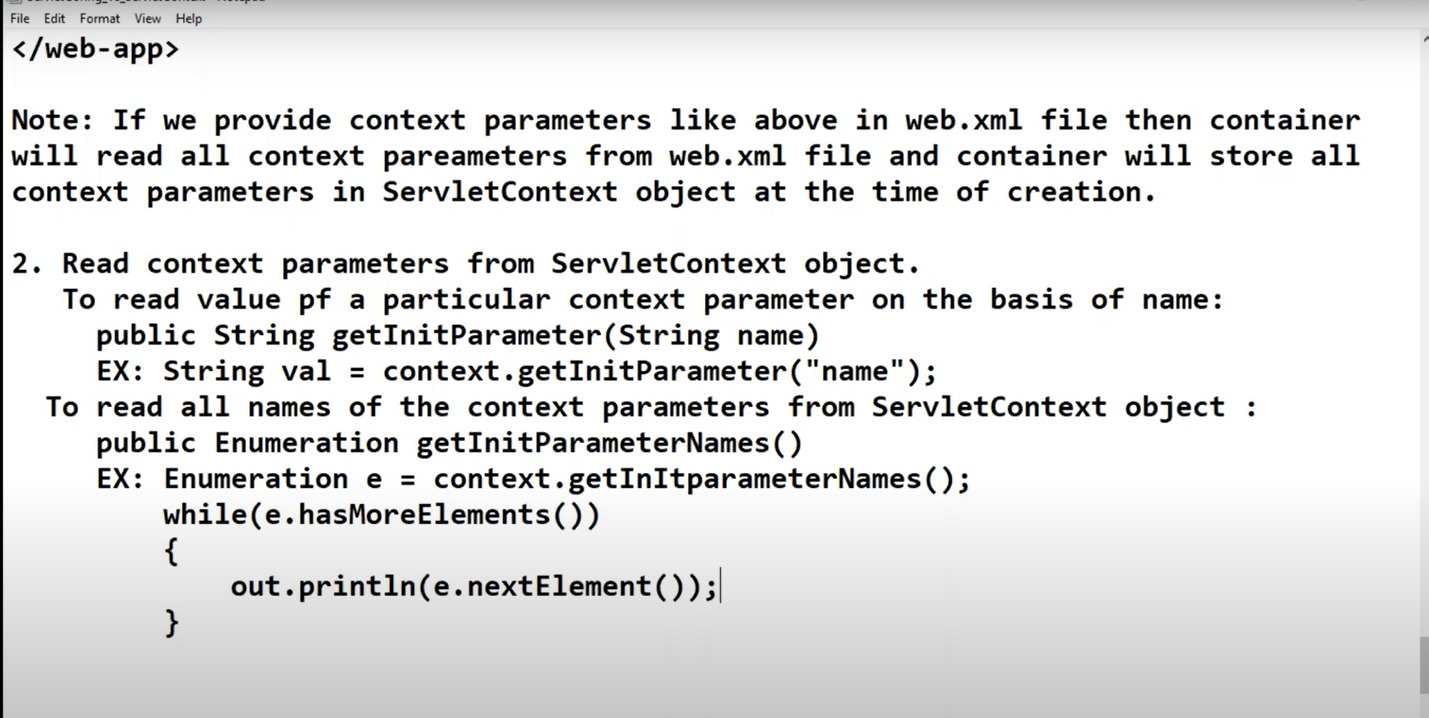 File Edit Format View Help
</web-app>
Note: If we provide context parameters like above in web.xml file then container
will read all context pareameters from web.xml file and container will store all
context parameters in ServletContext object at the time of creation.
2. Read context parameters from ServletContext object.
To read value pf a particular context parameter on the basis of name:
public String getInitParameter(String name)
EX: String val = context.getInitParameter("name");
To read all names of the context parameters from ServletContext object :
public Enumeration getInitParameterNames()
EX: Enumeration e = context.getInItparameterNames();
while(e.hasMoreElements())
{
out.println(e.nextElement());
}